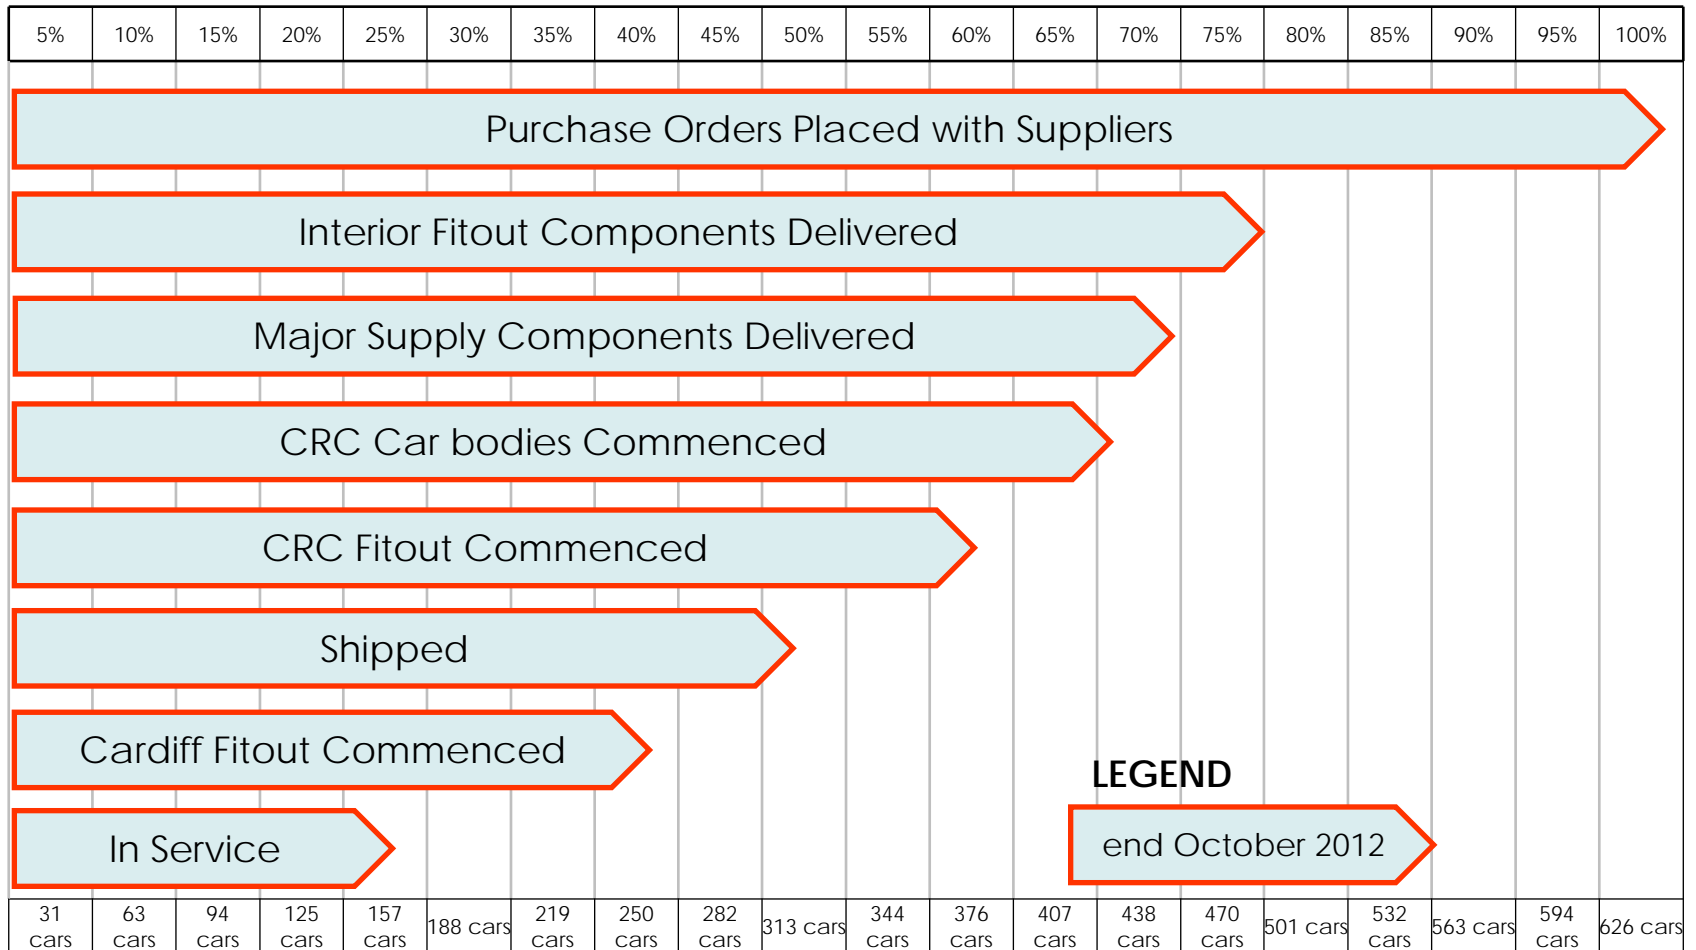 5% 10% 15% 20% 25% 30% 35% 40% 45% 50% 55% 60% 65% 70% 75% 80% 85% 90% 95% 100%
Purchase Orders Placed with Suppliers
Interior Fitout Components Delivered
Major Supply Components Delivered
CRC Car bodies Commenced
CRC Fitout Commenced
Shipped
Cardiff Fitout Commenced
LEGEND
In Service
end October 2012
31 cars 63 cars 94 cars 125 cars 157 cars 188 cars 219 cars 250 cars 282 cars 313 cars 344 cars 376 cars 407 cars 438 cars 470 cars 501 cars 532 cars 563 cars 594 cars 626 cars